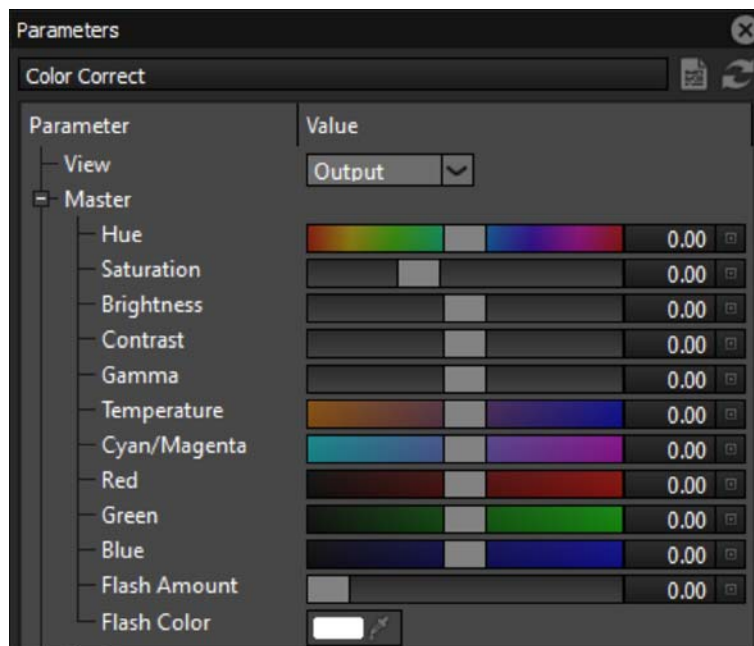 Parameters
Color Correct
Parameter Value
View Output
Master
Hue 0.00
Saturation 0.00
Brightness 0.00
Contrast 0.00
Gamma 0.00
Temperature 0.00
Cyan/Magenta 0.00
Red 0.00
Green 0.00
Blue 0.00
Flash Amount 0.00
Flash Color